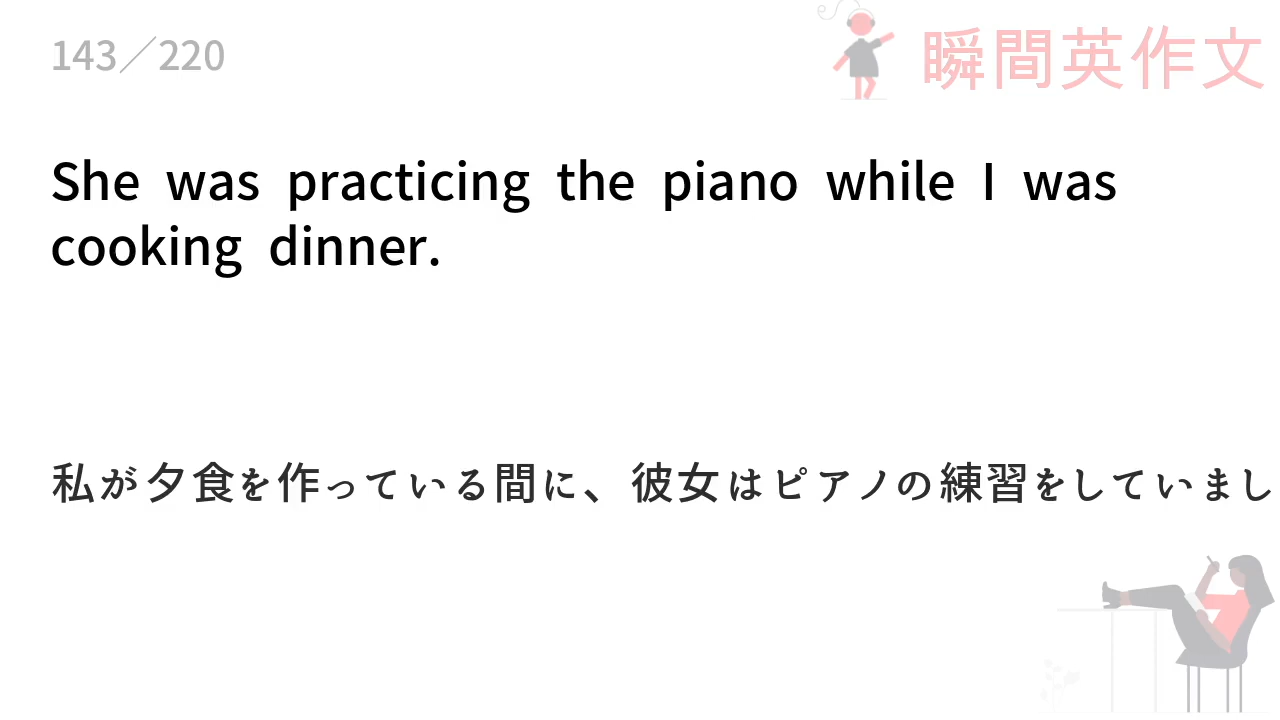 143／220
瞬間英作文
She was practicing the piano while I was
cooking dinner.
私が夕食を作っている間に、彼女はピアノの練習をしていまし